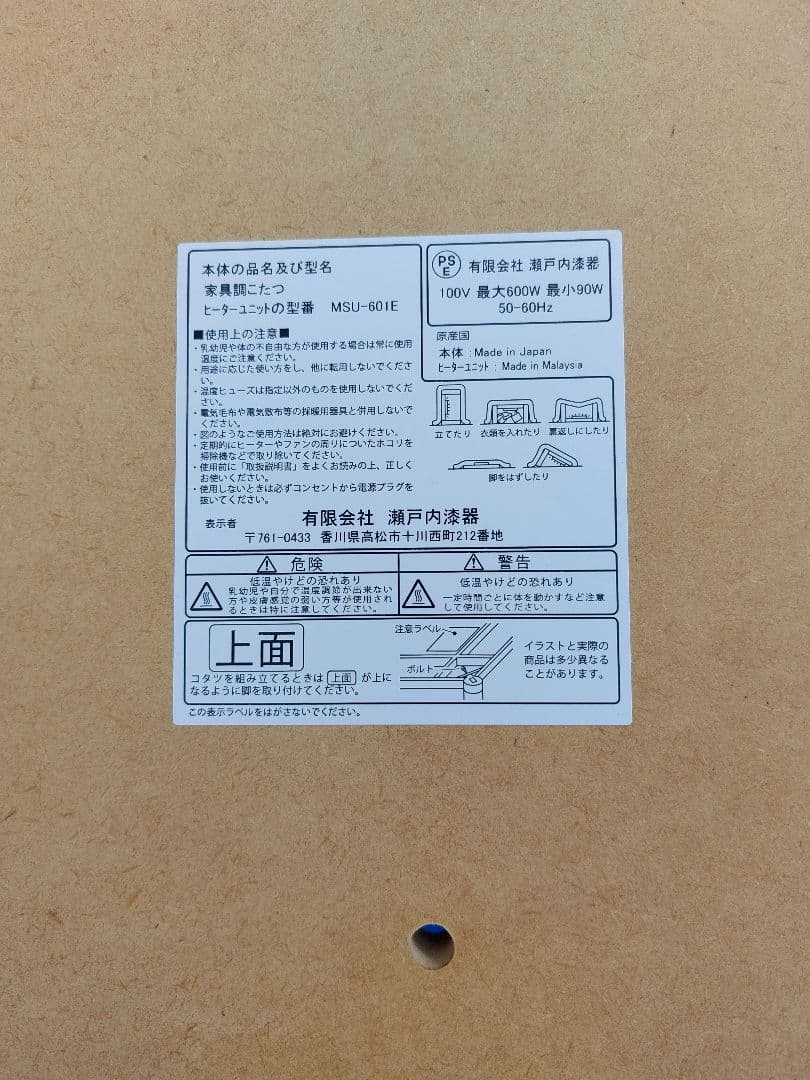 本体の品名及び型名
家具調こたつ
ヒーターユニットの型番 MSU-601E
■使用上の注意■
・乳幼児や体の不自由な方が使用する場合は常に使用
温度にご注意ください。
・用途に応じた使い方をし、他に転用しないでくださ
い。
・温度ヒューズは指定以外のものを使用しないでくだ
さい。
・電気毛布や電気敷布等の採暖用器具と併用しないで
ください。
・図のようなご使用方法は絶対にお避けください。
・定期的にヒーターやファンの周りについたホコリを
掃除機などで取り除いてください。
・使用前に「取扱説明書」をよくお読みの上、正しく
お使いください。
・使用しないときは必ずコンセントから電源プラグを
抜いてください。
PS
E
有限会社 瀬戸内漆器
100V 最大600W 最小90W
50-60Hz
原産国
本体 : Made in Japan
ヒーターユニット : Made in Malaysia
立てたり 衣類を入れたり 裏返しにしたり
脚をはずしたり
表示者 有限会社 瀬戸内漆器
〒761-0433 香川県高松市十川西町212番地
危険
低温やけどの恐れあり
乳幼児や自分で温度調節が出来ない
方や皮膚感覚の弱い方等が使用され
るときは特に注意してください。
警告
低温やけどの恐れあり
一定時間ごとに体を動かすなど注意
して使用してください。
上面
コタツを組み立てるときは 上面 が上に
なるように脚を取り付けてください。
注意ラベル
ボルト
イラストと実際の
商品は多少異なる
ことがあります。
この表示ラベルをはがさないでください。